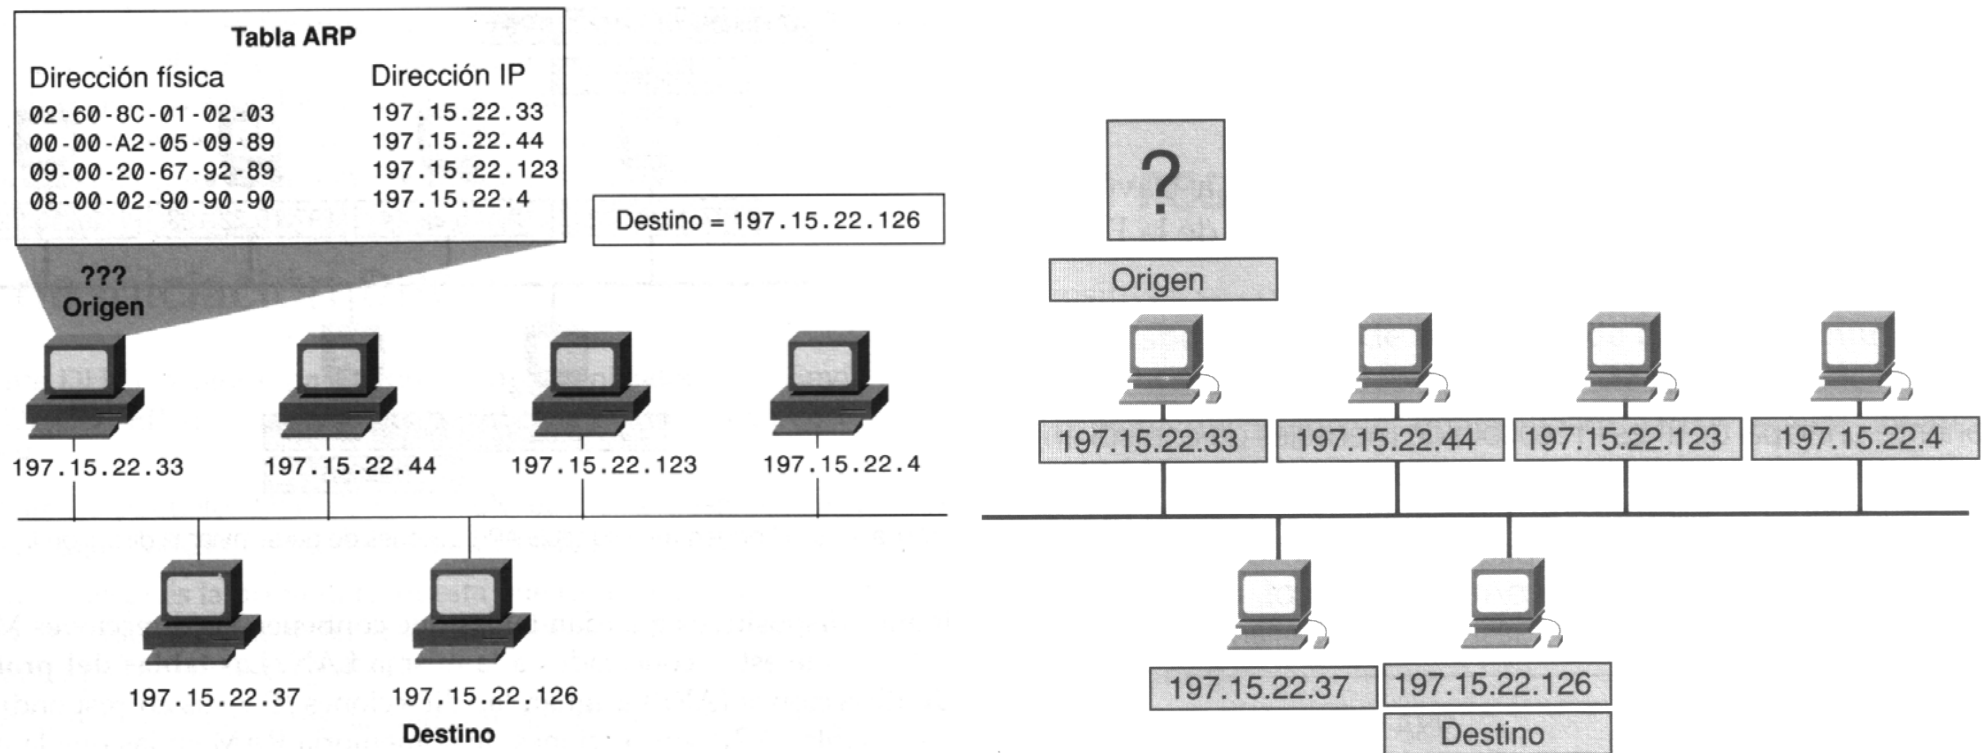 Tabla ARP
Dirección física Dirección IP
02-60-8C-01-02-03 197.15.22.33
00-00-A2-05-09-89 197.15.22.44
09-00-20-67-92-89 197.15.22.123
08-00-02-90-90-90 197.15.22.4
Destino = 197.15.22.126
???
Origen
197.15.22.33 197.15.22.44 197.15.22.123 197.15.22.4
197.15.22.37 197.15.22.126
Destino
?
Origen
197.15.22.33 197.15.22.44 197.15.22.123 197.15.22.4
197.15.22.37 197.15.22.126
Destino